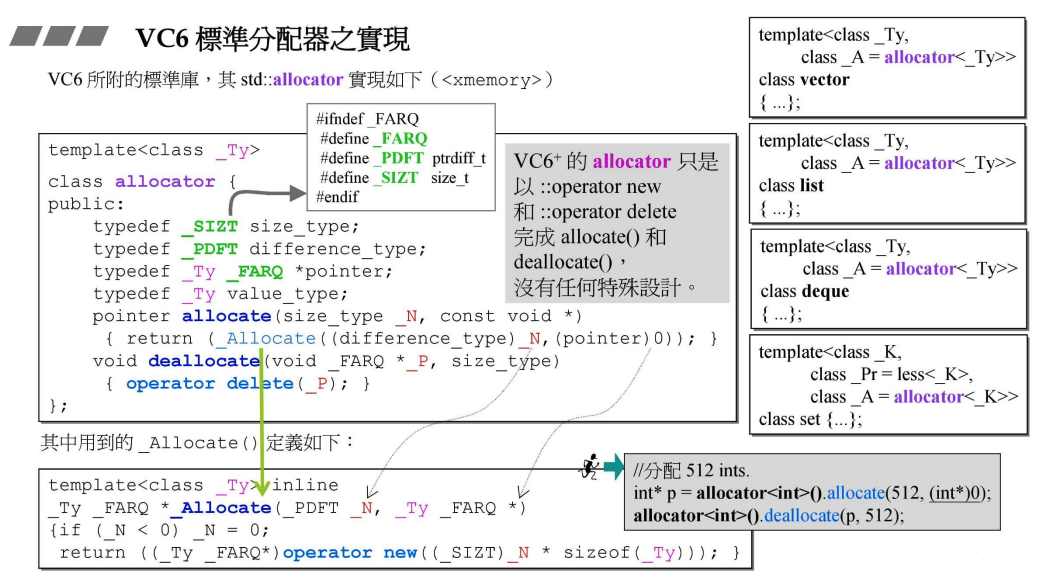 VC6 標準分配器之實現
VC6 所附的標準庫，其 std::allocator 實現如下（<xmemory>）
#ifndef _FARQ
#define _FARQ
#define _PDFT ptrdiff_t
#define _SIZT size_t
#endif
template<class _Ty>
class allocator {
public:
typedef _SIZT size_type;
typedef _PDFT difference_type;
typedef _Ty _FARQ *pointer;
typedef _Ty value_type;
pointer allocate(size_type _N, const void *)
{ return (_Allocate((difference_type)_N,(pointer)0)); }
void deallocate(void _FARQ *_P, size_type)
{ operator delete(_P); }
};
VC6+ 的 allocator 只是
以 ::operator new
和 ::operator delete
完成 allocate() 和
deallocate()，
沒有任何特殊設計。
其中用到的 _Allocate() 定義如下：
template<class _Ty> inline
_Ty _FARQ *_Allocate(_PDFT _N, _Ty _FARQ *)
{if (_N < 0) _N = 0;
return ((_Ty _FARQ*)operator new((_SIZT)_N * sizeof(_Ty))); }
template<class _Ty,
class _A = allocator<_Ty>>
class vector
{ ...};
template<class _Ty,
class _A = allocator<_Ty>>
class list
{ ...};
template<class _Ty,
class _A = allocator<_Ty>>
class deque
{ ...};
template<class _K,
class _Pr = less<_K>,
class _A = allocator<_K>>
class set {...};
//分配 512 ints.
int* p = allocator<int>().allocate(512, (int*)0);
allocator<int>().deallocate(p, 512);